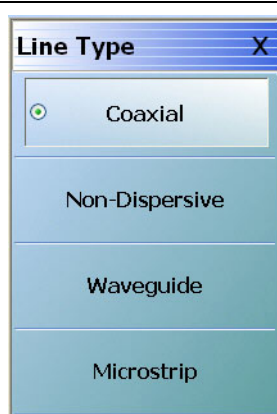 Line Type X
Coaxial
Non-Dispersive
Waveguide
Microstrip